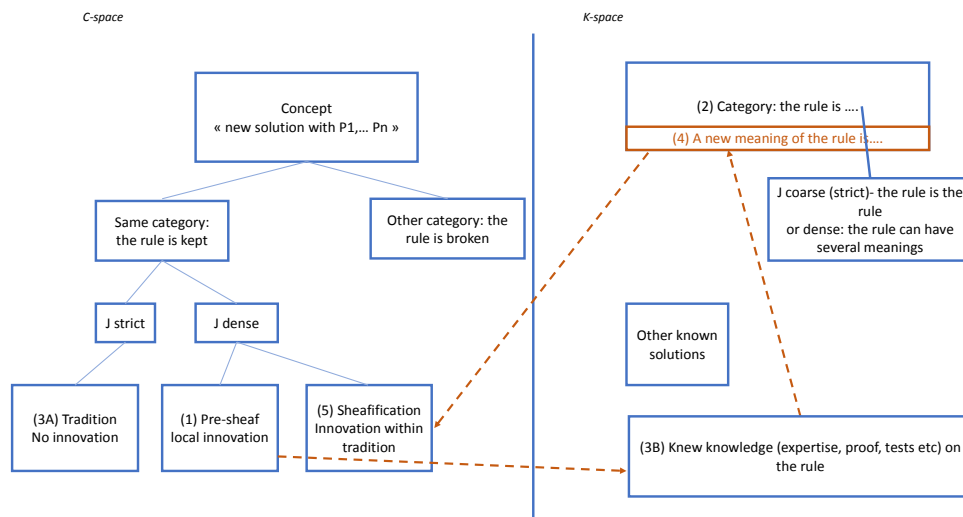 C-space
K-space
Concept
« new solution with P1,... Pn »
(2) Category: the rule is ....
(4) A new meaning of the rule is....
Same category:
the rule is kept
Other category: the
rule is broken
J coarse (strict)- the rule is the
rule
or dense: the rule can have
several meanings
J strict
J dense
Other known
solutions
(3A) Tradition
No innovation
(1) Pre-sheaf
local innovation
(5) Sheafification
Innovation within
tradition
(3B) Knew knowledge (expertise, proof, tests etc) on
the rule